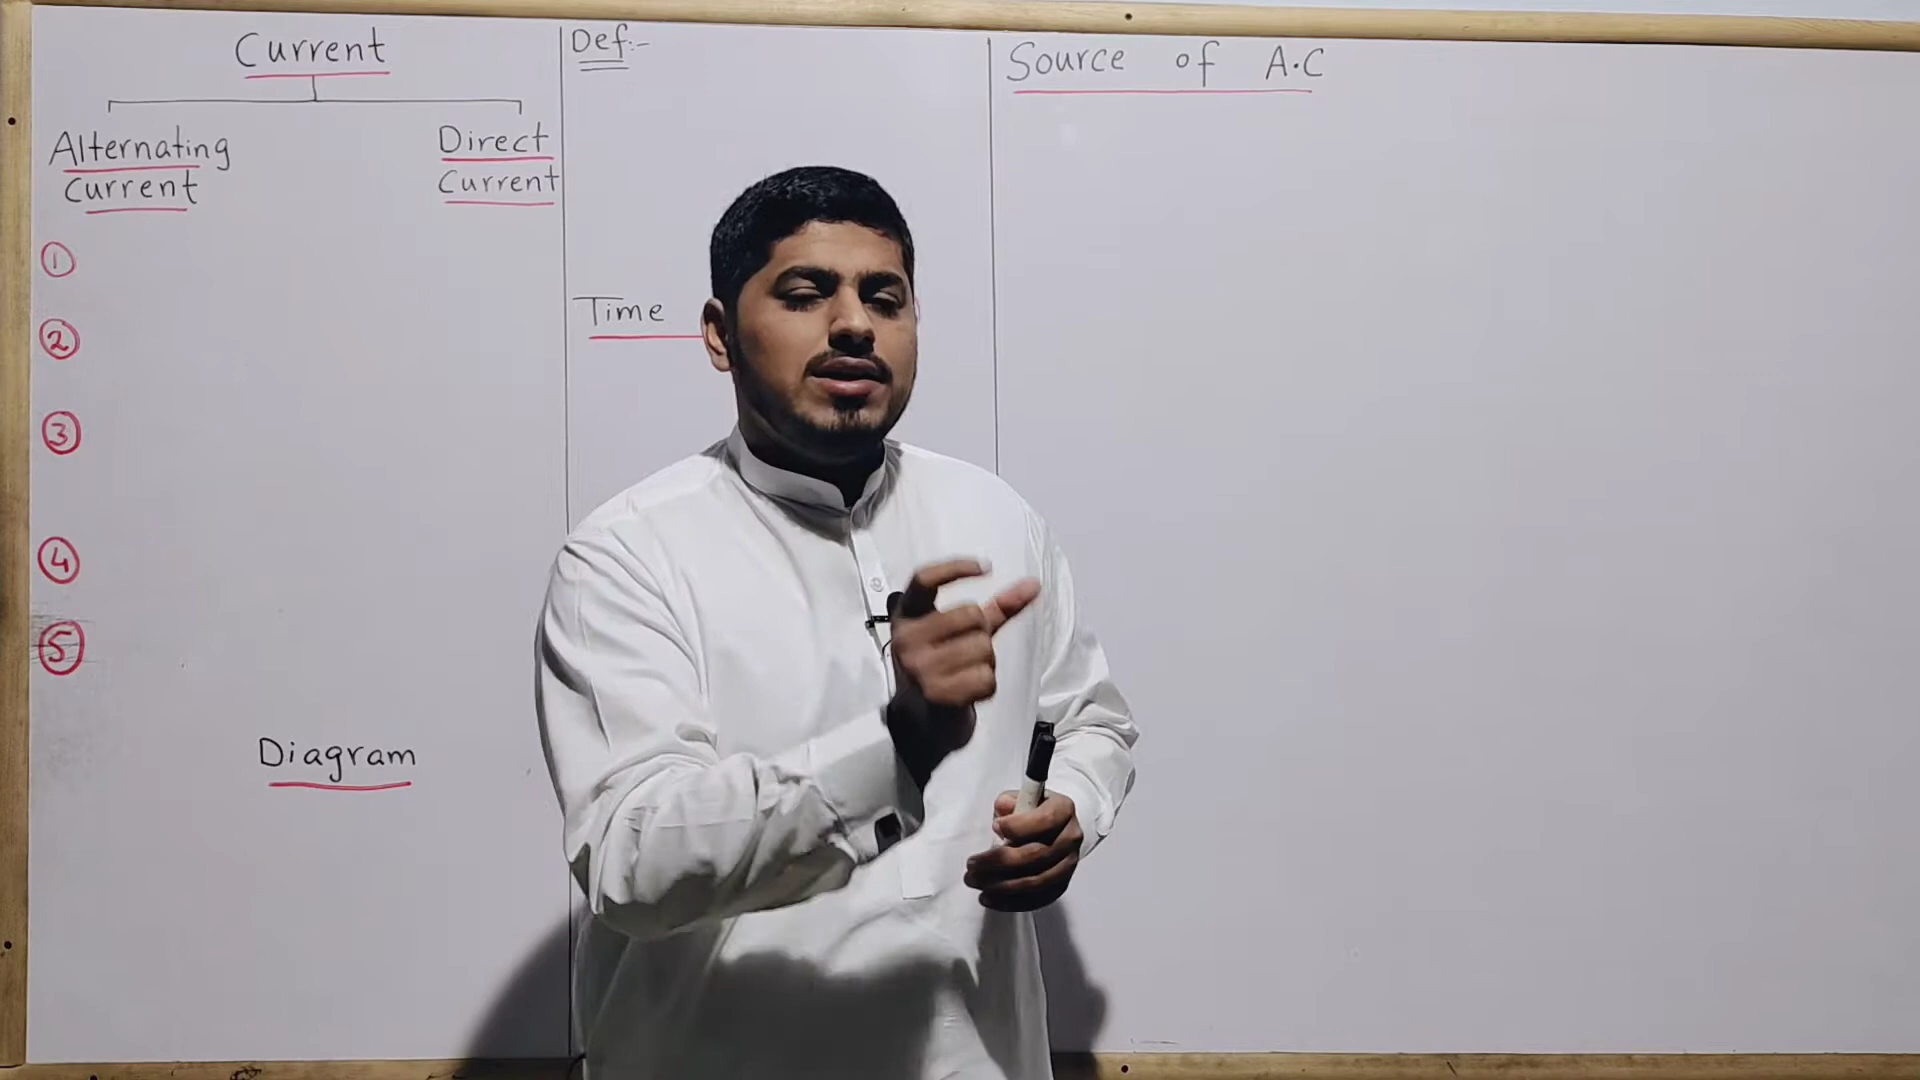 Current
Alternating
Current
Direct
Current
1
2
3
4
5
Diagram
Def:-
Time
Source of A.C